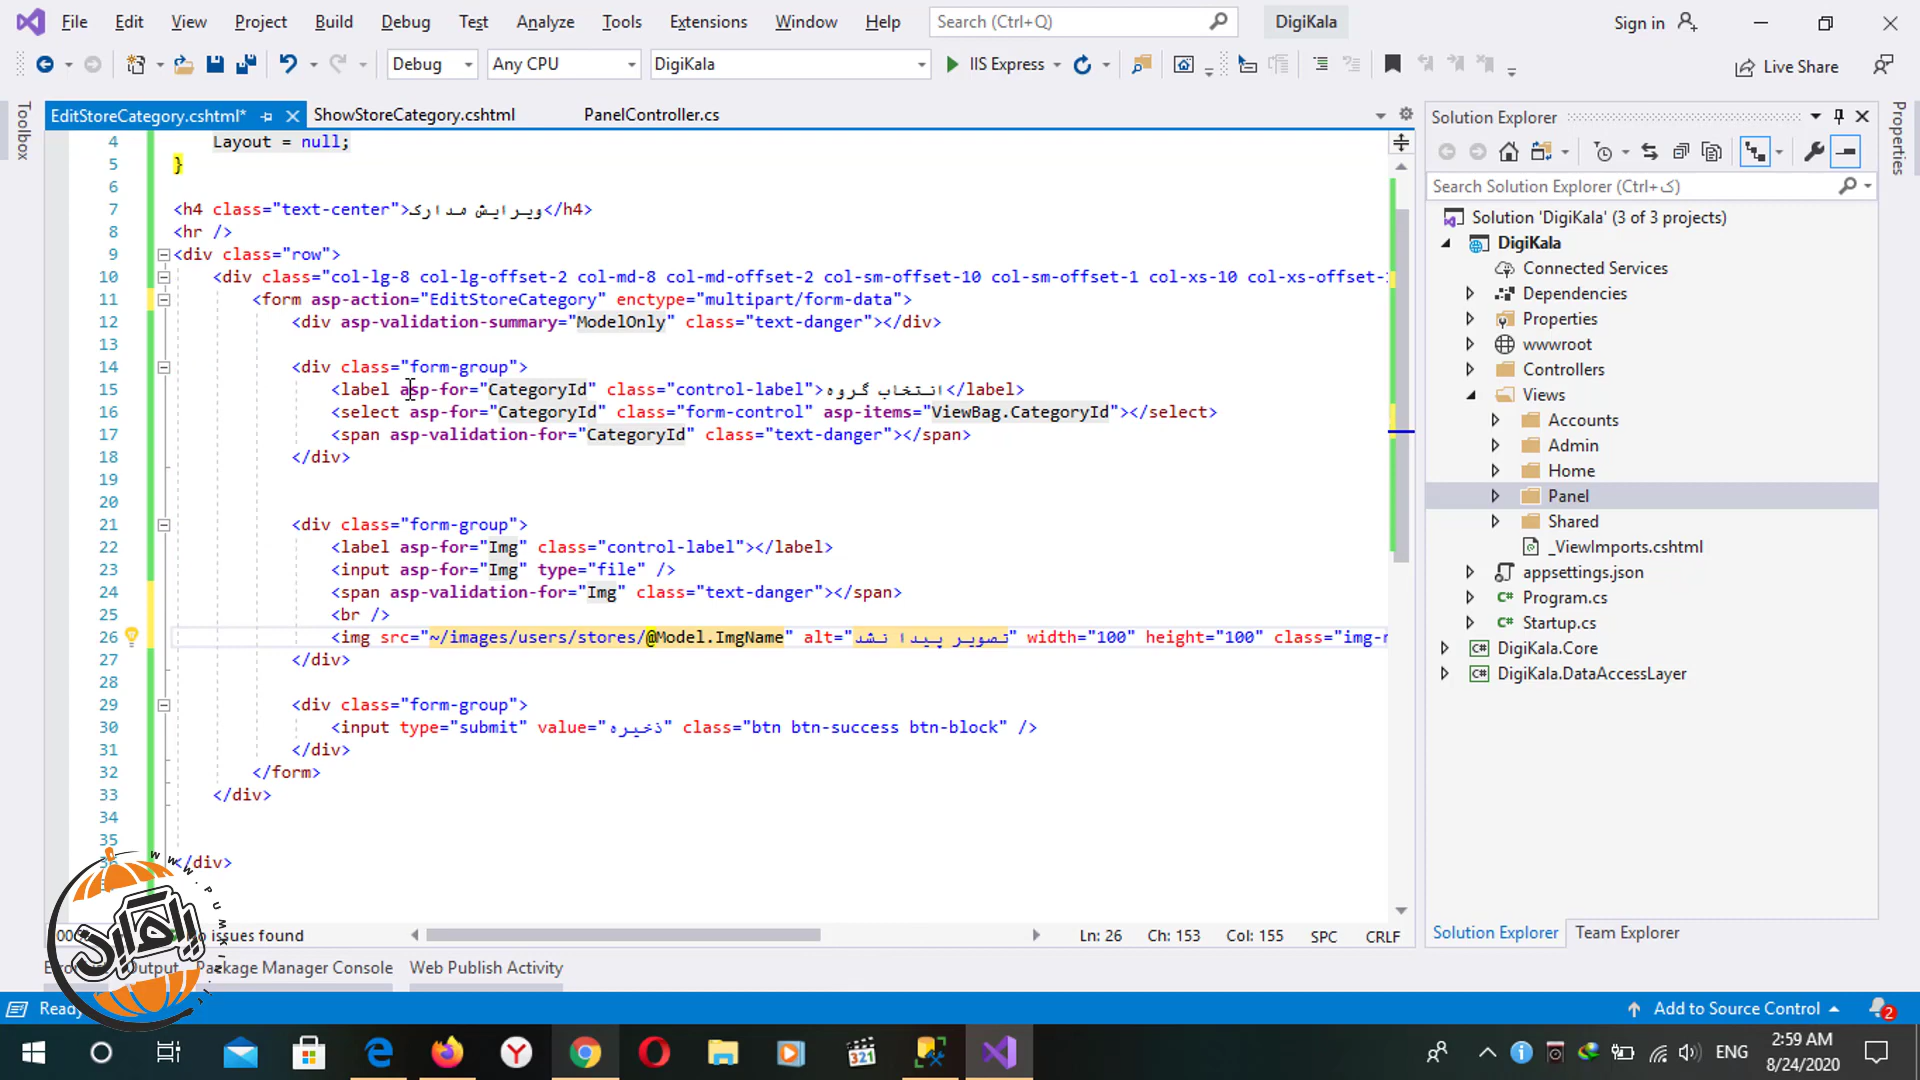 File Edit View Project Build Debug Test Analyze Tools Extensions Window Help Search (Ctrl+Q) DigiKala Sign in
Debug Any CPU DigiKala IIS Express Live Share
EditStoreCategory.cshtml* ShowStoreCategory.cshtml PanelController.cs
Toolbox
4 Layout = null;
5 }
6
7 <h4 class="text-center">ویرایش مدارک</h4>
8 <hr />
9 <div class="row">
10 <div class="col-lg-8 col-lg-offset-2 col-md-8 col-md-offset-2 col-sm-offset-10 col-sm-offset-1 col-xs-10 col-xs-offset-
11 <form asp-action="EditStoreCategory" enctype="multipart/form-data">
12 <div asp-validation-summary="ModelOnly" class="text-danger"></div>
13
14 <div class="form-group">
15 <label asp-for="CategoryId" class="control-label">انتخاب گروه</label>
16 <select asp-for="CategoryId" class="form-control" asp-items="ViewBag.CategoryId"></select>
17 <span asp-validation-for="CategoryId" class="text-danger"></span>
18 </div>
19
20
21 <div class="form-group">
22 <label asp-for="Img" class="control-label"></label>
23 <input asp-for="Img" type="file" />
24 <span asp-validation-for="Img" class="text-danger"></span>
25 <br />
26 <img src="~/images/users/stores/@Model.ImgName" alt="تصویر پیدا نشد" width="100" height="100" class="img-r
27 </div>
28
29 <div class="form-group">
30 <input type="submit" value="ذخیره" class="btn btn-success btn-block" />
31 </div>
32 </form>
33 </div>
34
35
</div>
issues found Ln: 26 Ch: 153 Col: 155 SPC CRLF
Output Package Manager Console Web Publish Activity
Solution Explorer
Search Solution Explorer (Ctrl+ک)
Solution 'DigiKala' (3 of 3 projects)
DigiKala
Connected Services
Dependencies
Properties
wwwroot
Controllers
Views
Accounts
Admin
Home
Panel
Shared
_ViewImports.cshtml
appsettings.json
Program.cs
Startup.cs
DigiKala.Core
DigiKala.DataAccessLayer
Solution Explorer Team Explorer
Properties
Ready Add to Source Control 2
321 ENG 2:59 AM
8/24/2020